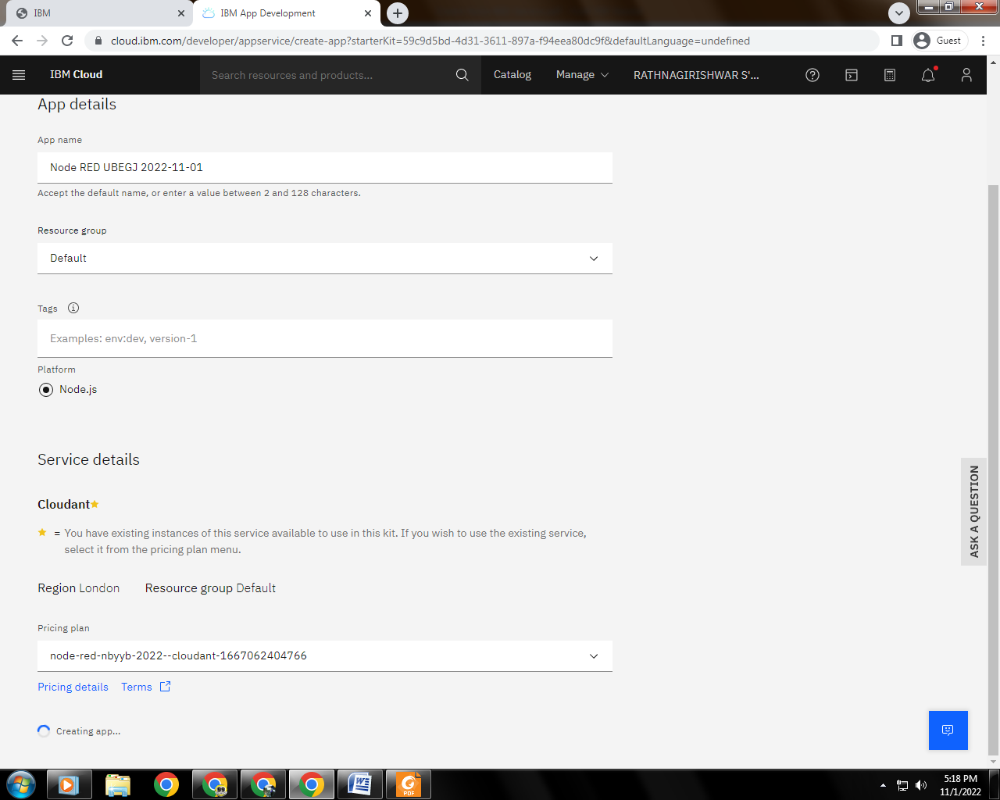 IBM
IBM App Development
cloud.ibm.com/developer/appservice/create-app?starterKit=59c9d5bd-4d31-3611-897a-f94eea80dc9f&defaultLanguage=undefined
Guest
IBM Cloud
Search resources and products...
Catalog
Manage
RATHNAGIRISHWAR S'...
App details
App name
Node RED UBEGJ 2022-11-01
Accept the default name, or enter a value between 2 and 128 characters.
Resource group
Default
Tags
Examples: env:dev, version-1
Platform
Node.js
Service details
Cloudant
= You have existing instances of this service available to use in this kit. If you wish to use the existing service,
select it from the pricing plan menu.
Region London
Resource group Default
Pricing plan
node-red-nbyyb-2022--cloudant-1667062404766
Pricing details
Terms
Creating app...
ASK A QUESTION
99
W
PDF
5:18 PM
11/1/2022